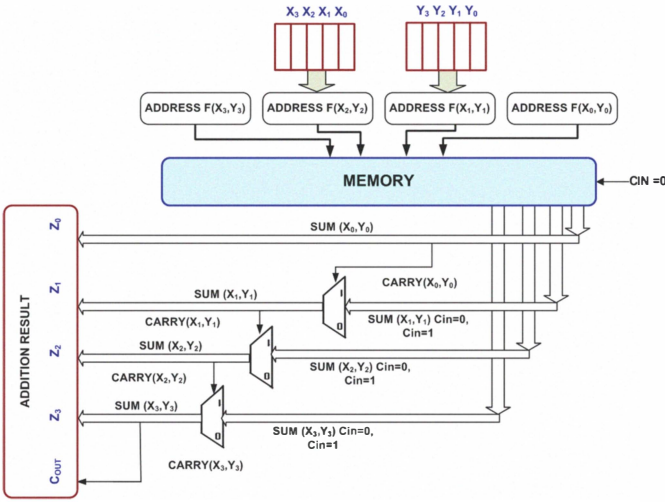 X3 X2 X1 X0
Y3 Y2 Y1 Y0
ADDRESS F(X3,Y3)
ADDRESS F(X2,Y2)
ADDRESS F(X1,Y1)
ADDRESS F(X0,Y0)
MEMORY
CIN =0
ADDITION RESULT
Z0
SUM (X0,Y0)
CARRY(X0,Y0)
Z1
SUM (X1,Y1)
I
0
SUM (X1,Y1) Cin=0,
Cin=1
CARRY(X1,Y1)
Z2
SUM (X2,Y2)
I
0
SUM (X2,Y2) Cin=0,
Cin=1
CARRY(X2,Y2)
Z3
SUM (X3,Y3)
I
0
SUM (X3,Y3) Cin=0,
Cin=1
CARRY(X3,Y3)
COUT